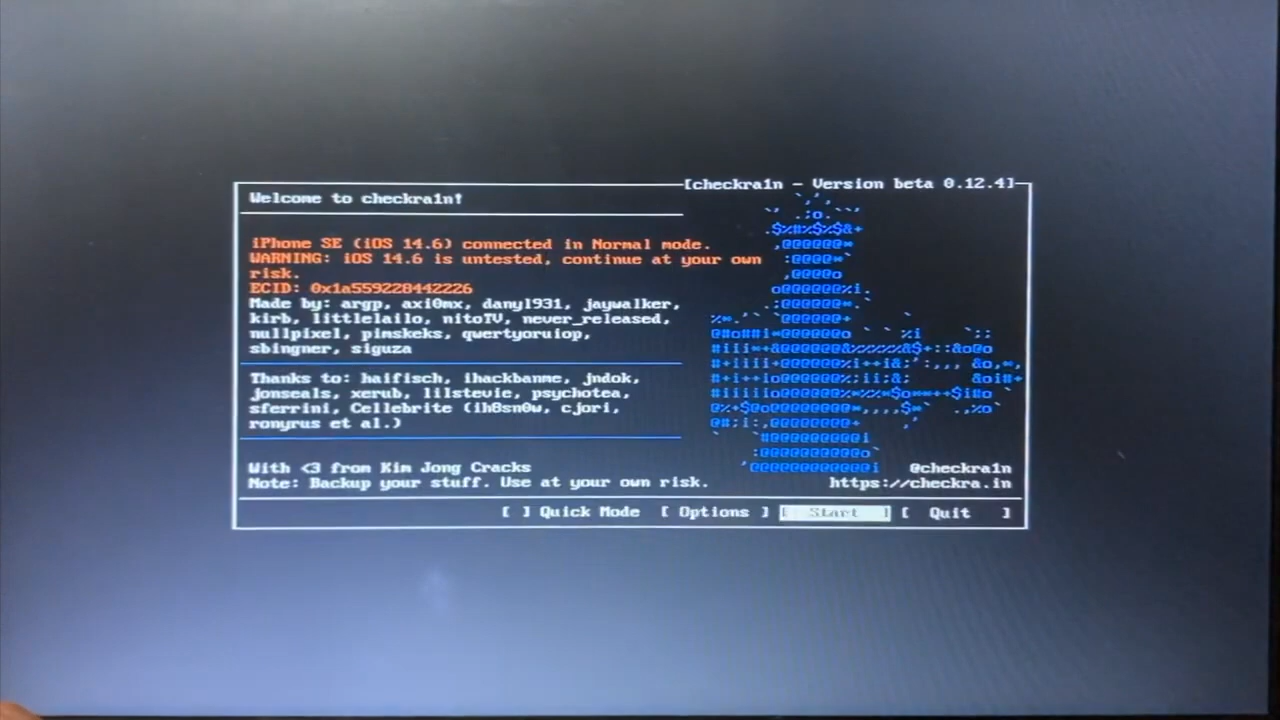 [checkra1n - Version beta 0.12.4]
Welcome to checkra1n!
iPhone SE (iOS 14.6) connected in Normal mode.
WARNING: iOS 14.6 is untested, continue at your own
risk.
ECID: 0x1a559228442226
Made by: argp, axi0mx, danyl931, jaywalker,
kirb, littlelailo, nitoTV, never_released,
nullpixel, pimskeks, qwertyoruiop,
sbingner, siguza
Thanks to: haifisch, ihackbanme, jndok,
jonseals, xerub, lilstevie, psychotea,
sferrini, Cellebrite (ih8sn0w, cjori,
ronyrus et al.)
With <3 from Kim Jong Cracks
@checkra1n
Note: Backup your stuff. Use at your own risk.
https://checkra.in
[ ] Quick Mode [ Options ] [ Start ] [ Quit ]